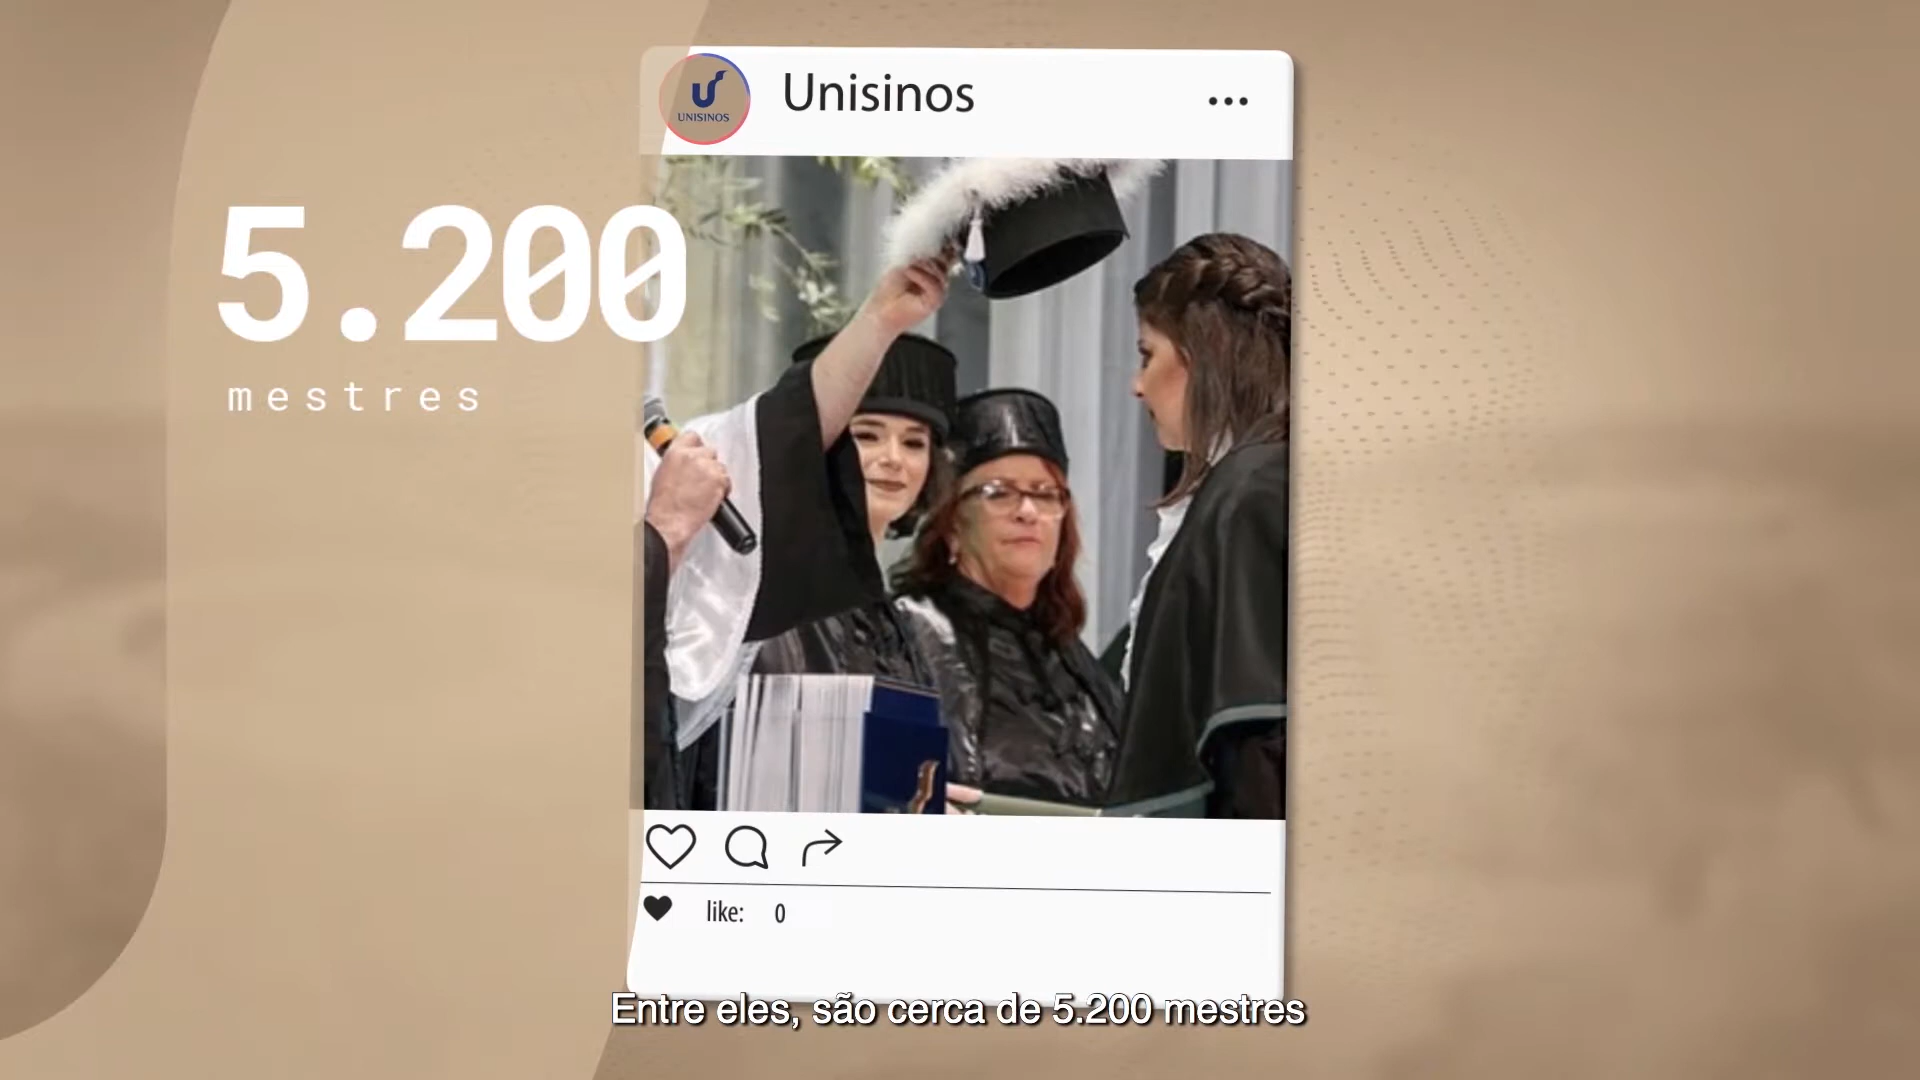 UNISINOS
Unisinos
5.200
mestres
like: 0
Entre eles, são cerca de 5.200 mestres